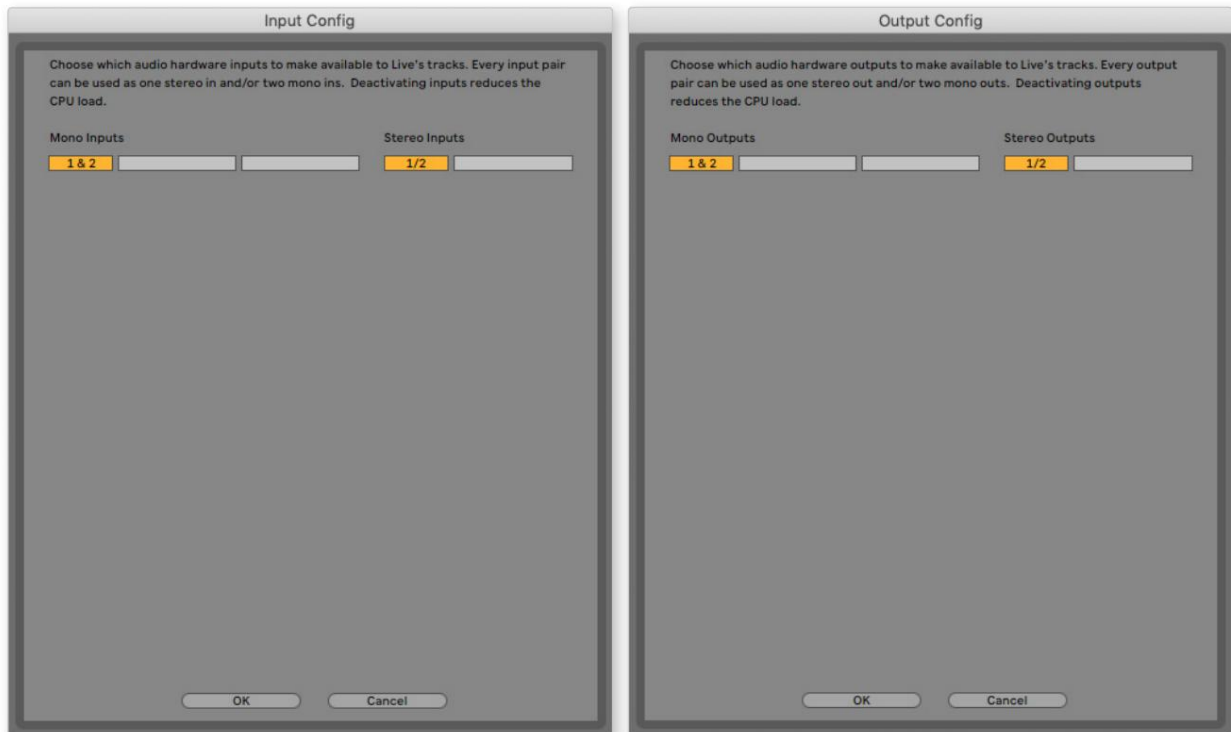 Input Config
Choose which audio hardware inputs to make available to Live's tracks. Every input pair
can be used as one stereo in and/or two mono ins. Deactivating inputs reduces the
CPU load.
Mono Inputs
Stereo Inputs
1 & 2
1/2
OK
Cancel
Output Config
Choose which audio hardware outputs to make available to Live's tracks. Every output
pair can be used as one stereo out and/or two mono outs. Deactivating outputs
reduces the CPU load.
Mono Outputs
Stereo Outputs
1 & 2
1/2
OK
Cancel